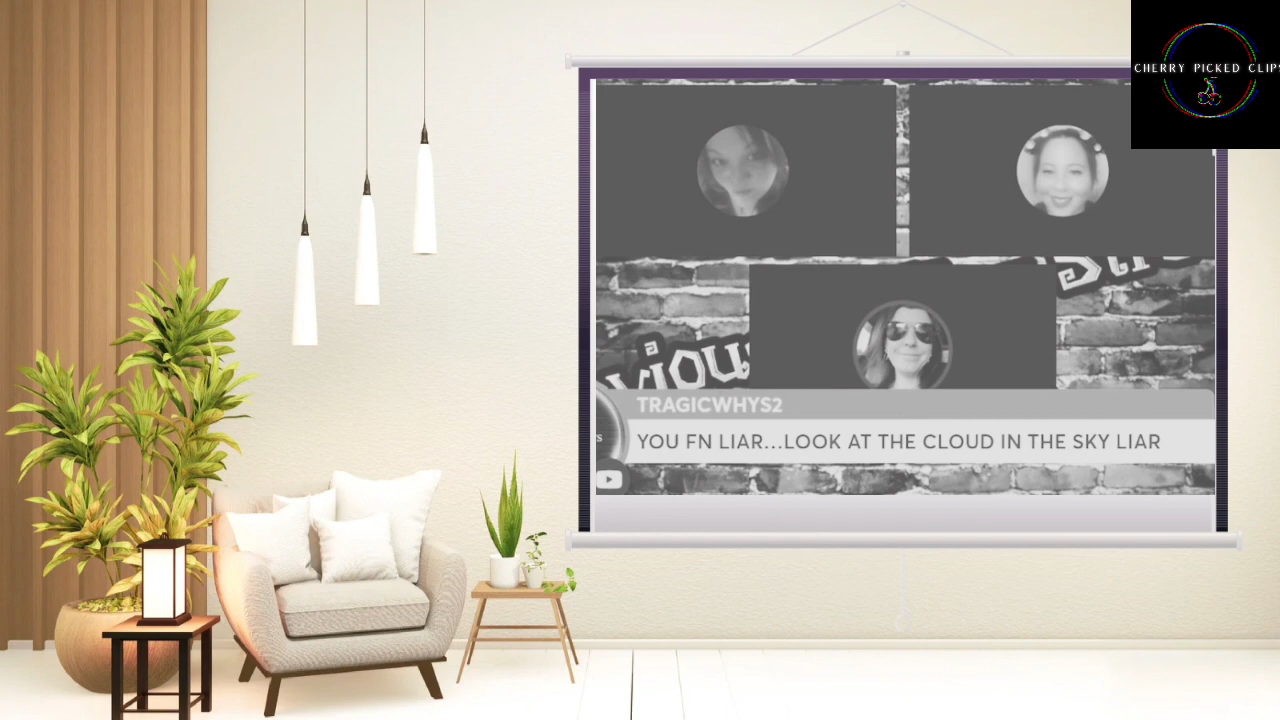 CHERRY PICKED CLIPS
TRAGICWHYS2
YOU FN LIAR...LOOK AT THE CLOUD IN THE SKY LIAR